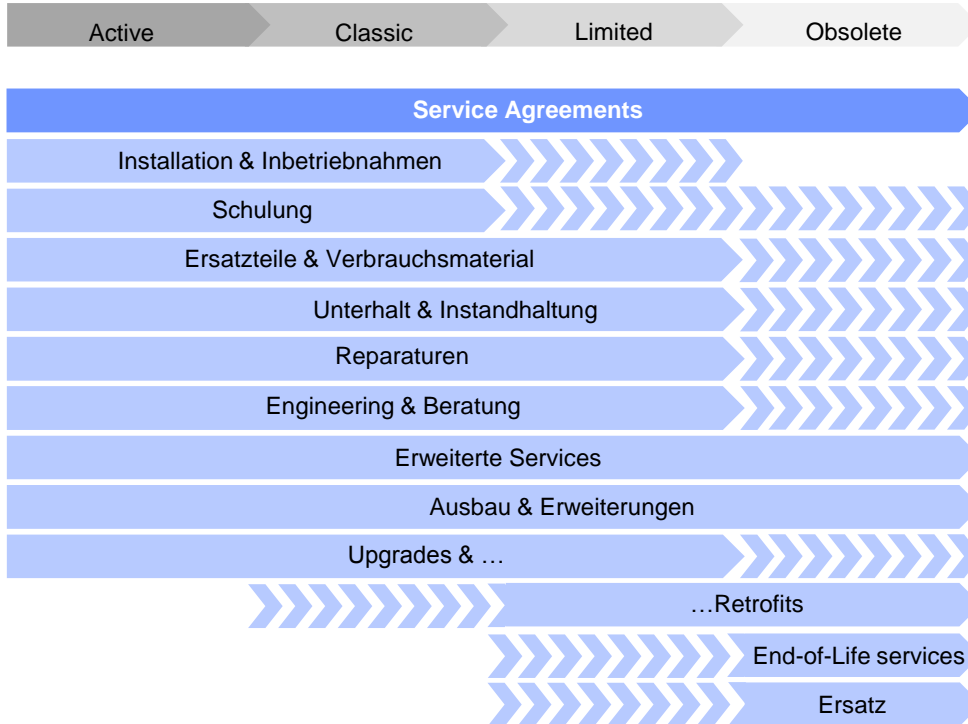 Active
Classic
Limited
Obsolete
Service Agreements
Installation & Inbetriebnahmen
Schulung
Ersatzteile & Verbrauchsmaterial
Unterhalt & Instandhaltung
Reparaturen
Engineering & Beratung
Erweiterte Services
Ausbau & Erweiterungen
Upgrades & …
…Retrofits
End-of-Life services
Ersatz